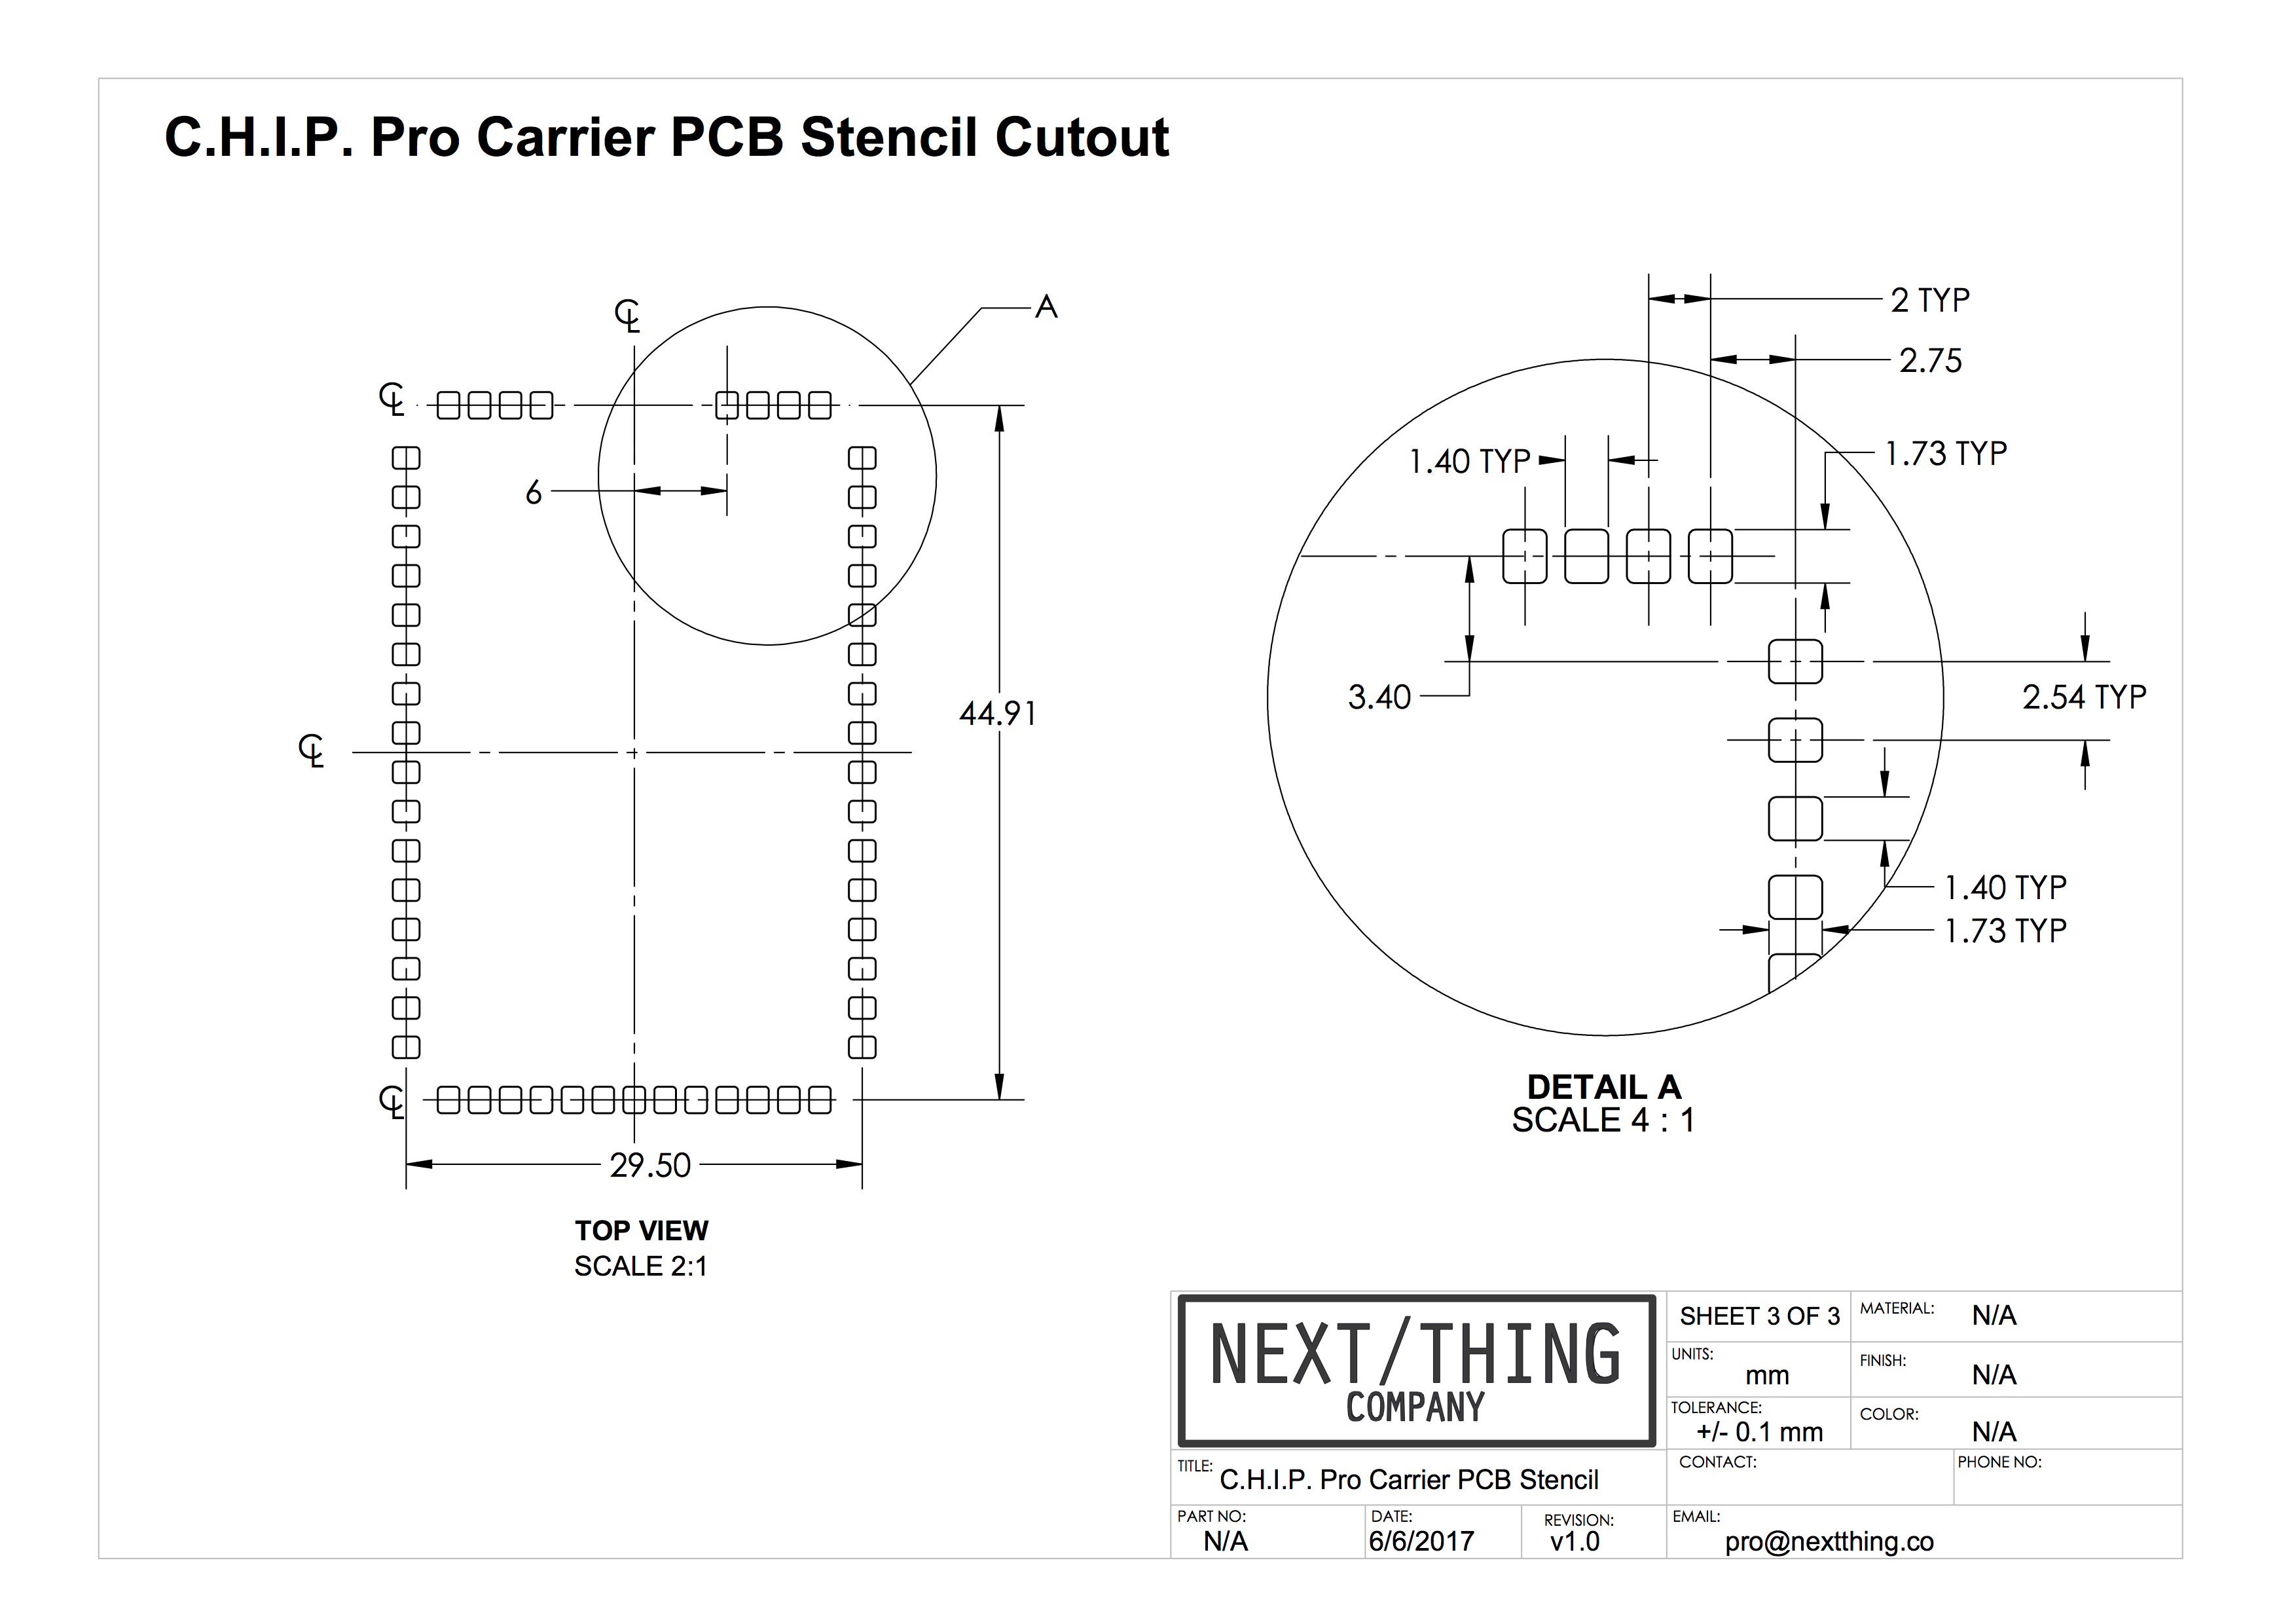 C.H.I.P. Pro Carrier PCB Stencil Cutout
℄
A
℄
6
44.91
℄
℄
29.50
TOP VIEW
SCALE 2:1
2 TYP
2.75
1.40 TYP
1.73 TYP
3.40
2.54 TYP
1.40 TYP
1.73 TYP
DETAIL A
SCALE 4 : 1
NEXT/THING
COMPANY
SHEET 3 OF 3
MATERIAL: N/A
UNITS: mm
FINISH: N/A
TOLERANCE: +/- 0.1 mm
COLOR: N/A
TITLE: C.H.I.P. Pro Carrier PCB Stencil
CONTACT:
PHONE NO:
PART NO: N/A
DATE: 6/6/2017
REVISION: v1.0
EMAIL: pro@nextthing.co